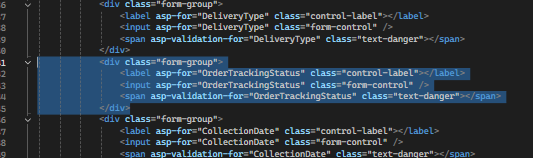 <div class="form-group">
37 <label asp-for="DeliveryType" class="control-label"></label>
38 <input asp-for="DeliveryType" class="form-control" />
39 <span asp-validation-for="DeliveryType" class="text-danger"></span>
</div>
<div class="form-group">
<label asp-for="OrderTrackingStatus" class="control-label"></label>
<input asp-for="OrderTrackingStatus" class="form-control" />
<span asp-validation-for="OrderTrackingStatus" class="text-danger"></span>
</div>
<div class="form-group">
<label asp-for="CollectionDate" class="control-label"></label>
<input asp-for="CollectionDate" class="form-control" />
<span asp-validation-for="CollectionDate" class="text-danger"></span>